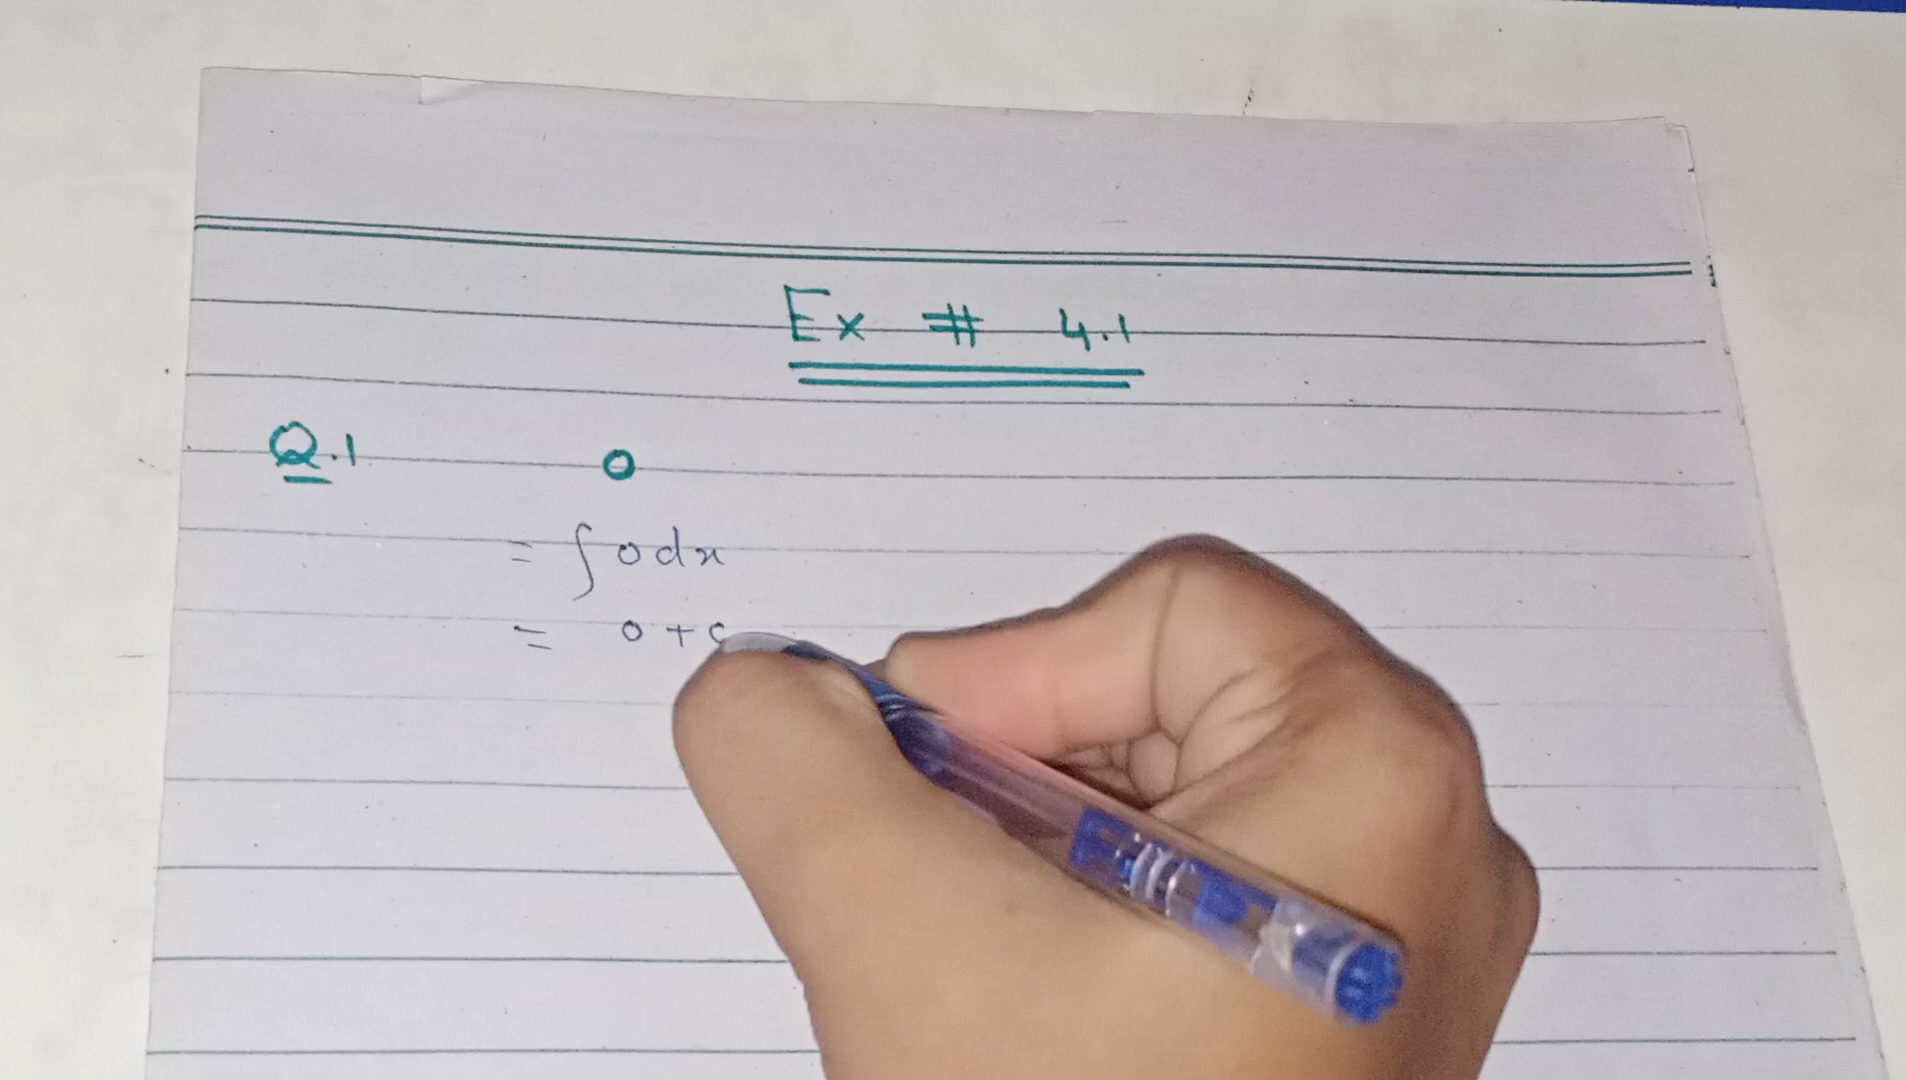 Ex # 4.1
Q.1 0
= ∫ 0 dx
= 0 + c